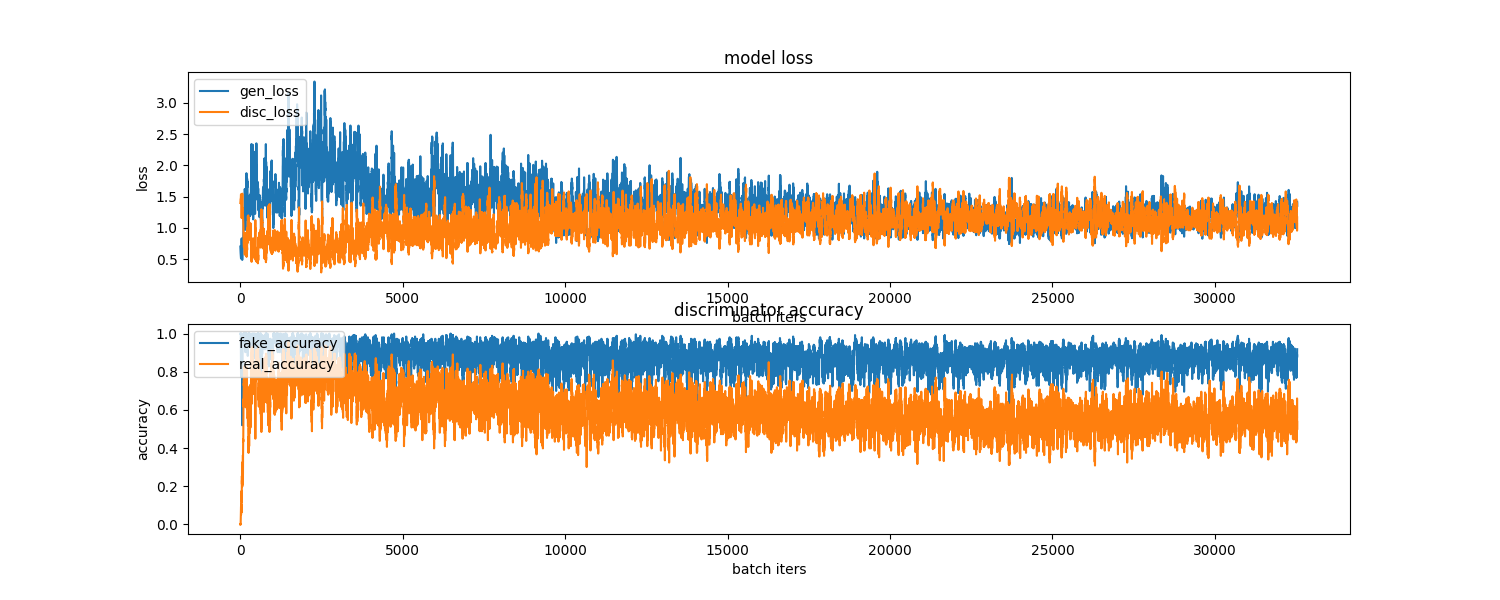 model loss
gen_loss
disc_loss
loss
3.0
2.5
2.0
1.5
1.0
0.5
0 5000 10000 15000 20000 25000 30000
batch iters
discriminator accuracy
fake_accuracy
real_accuracy
accuracy
1.0
0.8
0.6
0.4
0.2
0.0
0 5000 10000 15000 20000 25000 30000
batch iters